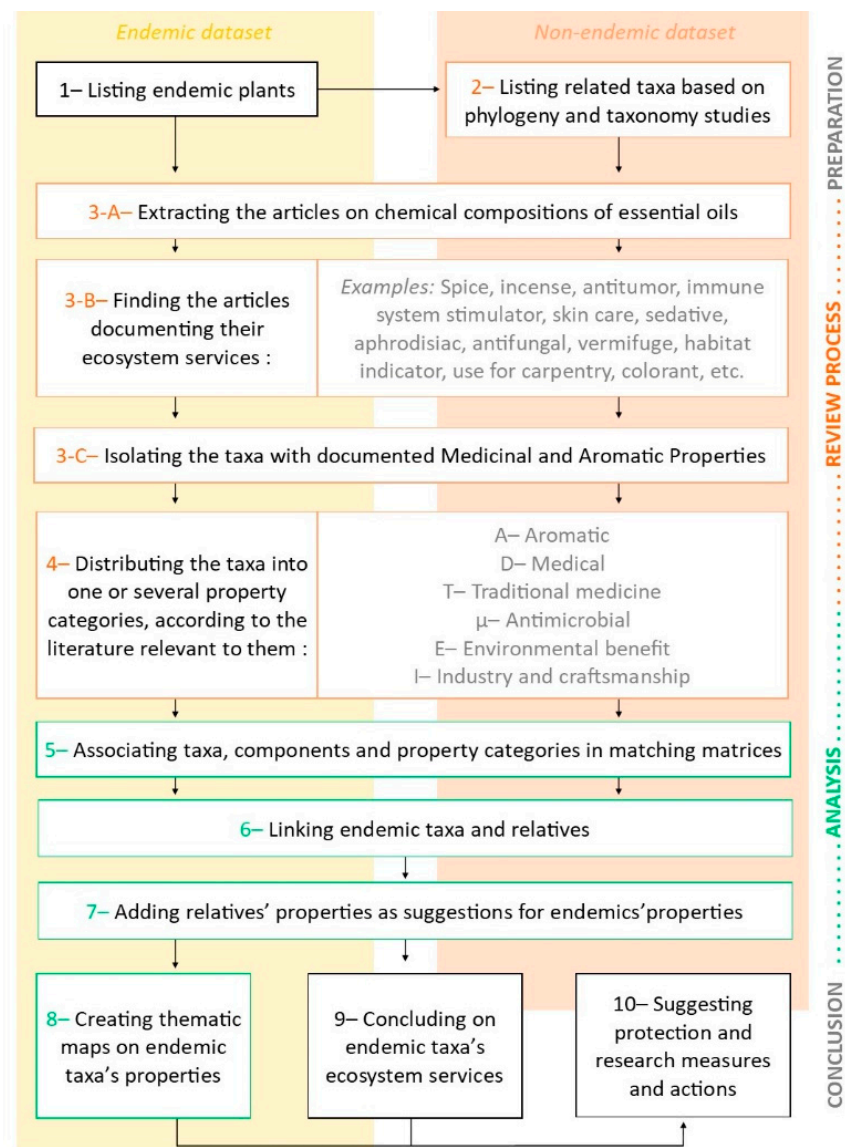 Endemic dataset
Non-endemic dataset
1– Listing endemic plants
2– Listing related taxa based on
phylogeny and taxonomy studies
PREPARATION
3-A– Extracting the articles on chemical compositions of essential oils
3-B– Finding the articles
documenting their
ecosystem services :
Examples: Spice, incense, antitumor, immune
system stimulator, skin care, sedative,
aphrodisiac, antifungal, vermifuge, habitat
indicator, use for carpentry, colorant, etc.
3-C– Isolating the taxa with documented Medicinal and Aromatic Properties
REVIEW PROCESS
4– Distributing the taxa into
one or several property
categories, according to the
literature relevant to them :
A– Aromatic
D– Medical
T– Traditional medicine
μ– Antimicrobial
E– Environmental benefit
I– Industry and craftsmanship
5– Associating taxa, components and property categories in matching matrices
6– Linking endemic taxa and relatives
7– Adding relatives’ properties as suggestions for endemics’properties
ANALYSIS
8– Creating thematic
maps on endemic
taxa’s properties
9– Concluding on
endemic taxa’s
ecosystem services
10– Suggesting
protection and
research measures
and actions
CONCLUSION